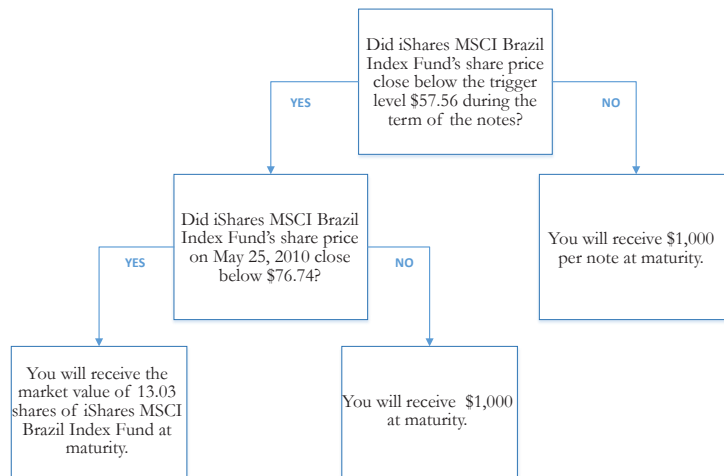 Did iShares MSCI Brazil
Index Fund's share price
close below the trigger
level $57.56 during the
term of the notes?
YES
NO
Did iShares MSCI Brazil
Index Fund's share price
on May 25, 2010 close
below $76.74?
You will receive $1,000
per note at maturity.
YES
NO
You will receive the
market value of 13.03
shares of iShares MSCI
Brazil Index Fund at
maturity.
You will receive $1,000
at maturity.